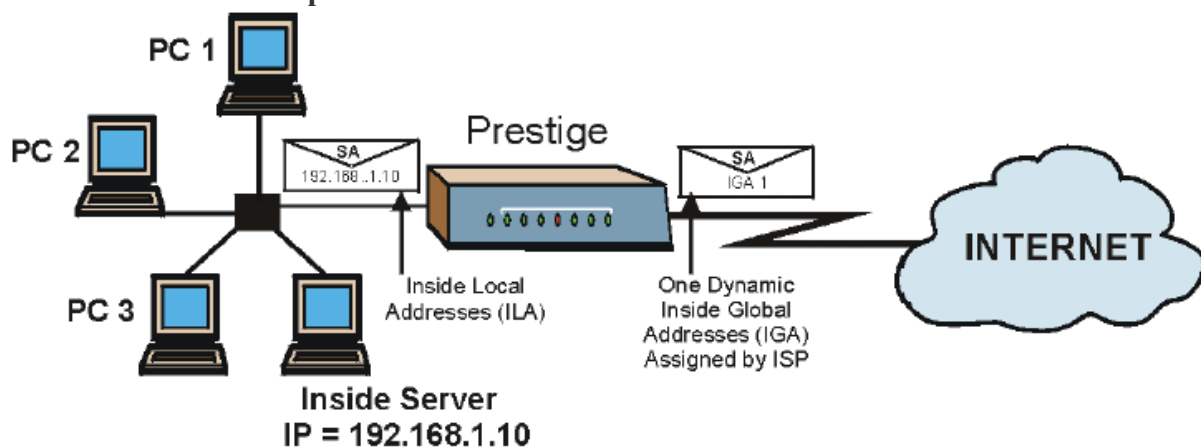 PC 1
PC 2
PC 3
SA
192.168..1.10
Prestige
SA
IGA 1
INTERNET
Inside Local
Addresses (ILA)
One Dynamic
Inside Global
Addresses (IGA)
Assigned by ISP
Inside Server
IP = 192.168.1.10